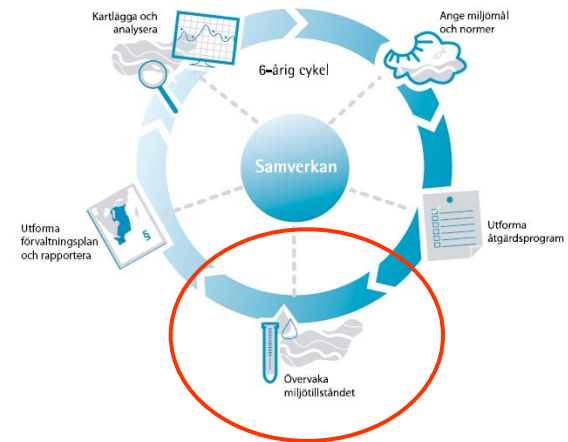 Kartlägga och
analysera
Ange miljömål
och normer
6-årig cykel
Samverkan
Utforma
förvaltningsplan
och rapportera
§
Utforma
åtgärdsprogram
Övervaka
miljötillståndet